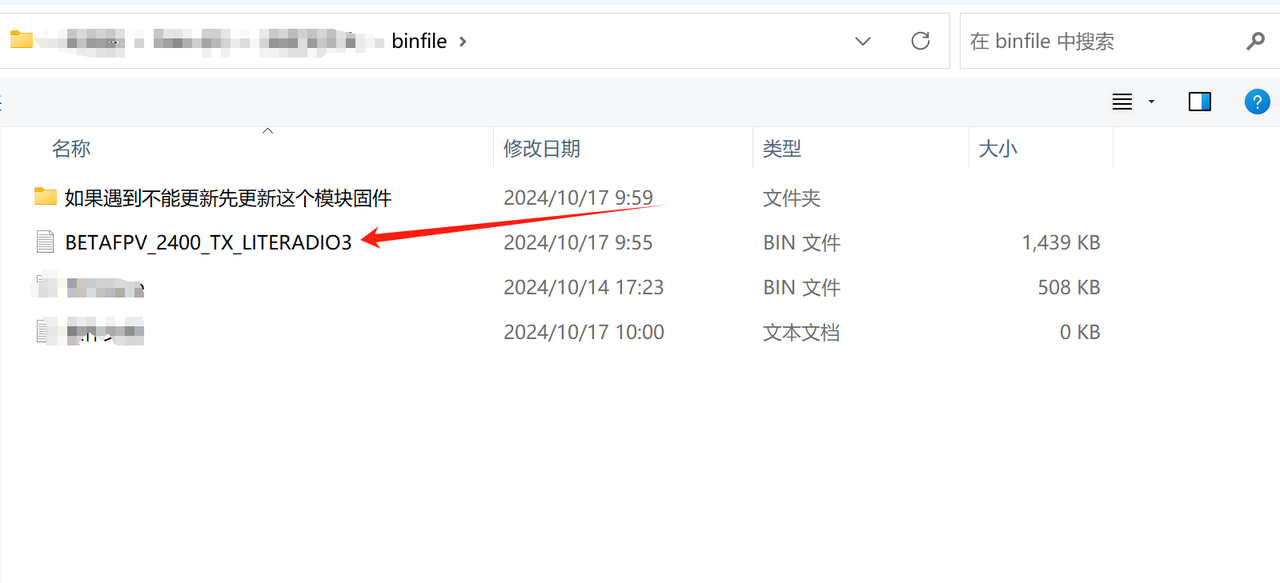 binfile
在 binfile 中搜索
名称 修改日期 类型 大小
如果遇到不能更新先更新这个模块固件 2024/10/17 9:59 文件夹
BETAFPV_2400_TX_LITERADIO3 2024/10/17 9:55 BIN 文件 1,439 KB
2024/10/14 17:23 BIN 文件 508 KB
2024/10/17 10:00 文本文档 0 KB